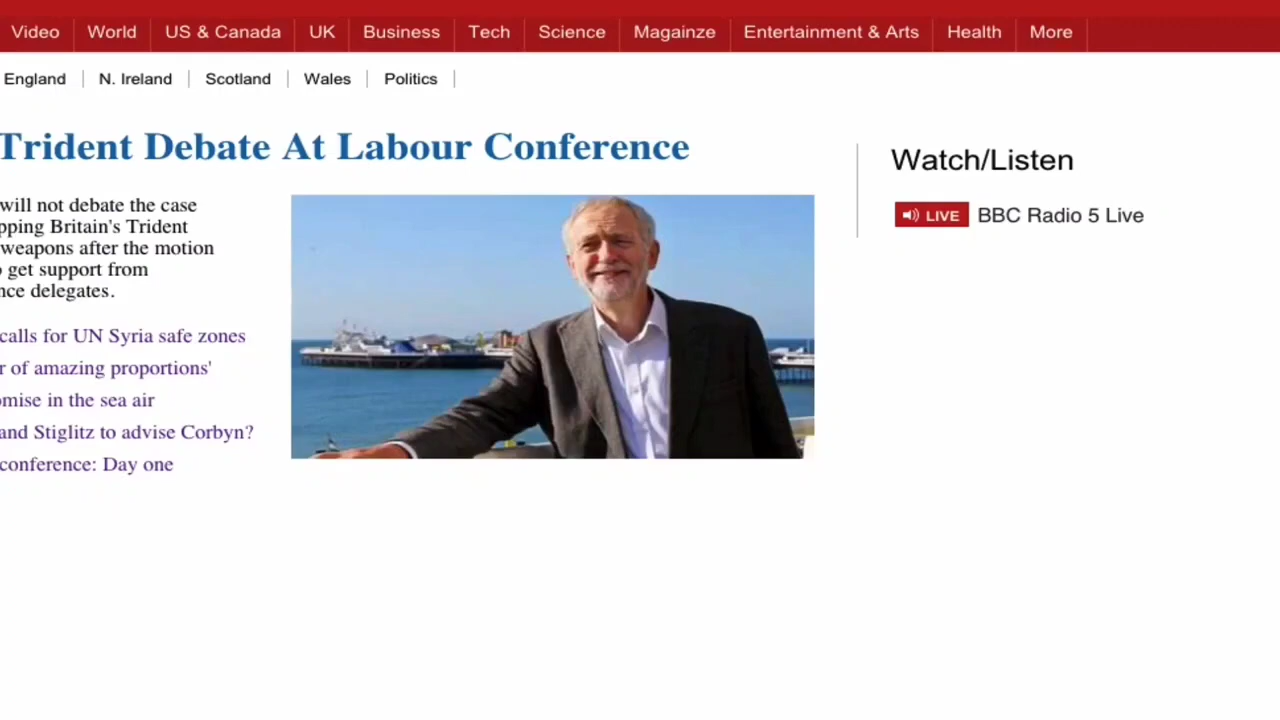 Video World US & Canada UK Business Tech Science Magainze Entertainment & Arts Health More
England N. Ireland Scotland Wales Politics
Trident Debate At Labour Conference
will not debate the case
pping Britain's Trident
weapons after the motion
o get support from
nce delegates.
calls for UN Syria safe zones
r of amazing proportions'
omise in the sea air
and Stiglitz to advise Corbyn?
conference: Day one
Watch/Listen
LIVE BBC Radio 5 Live